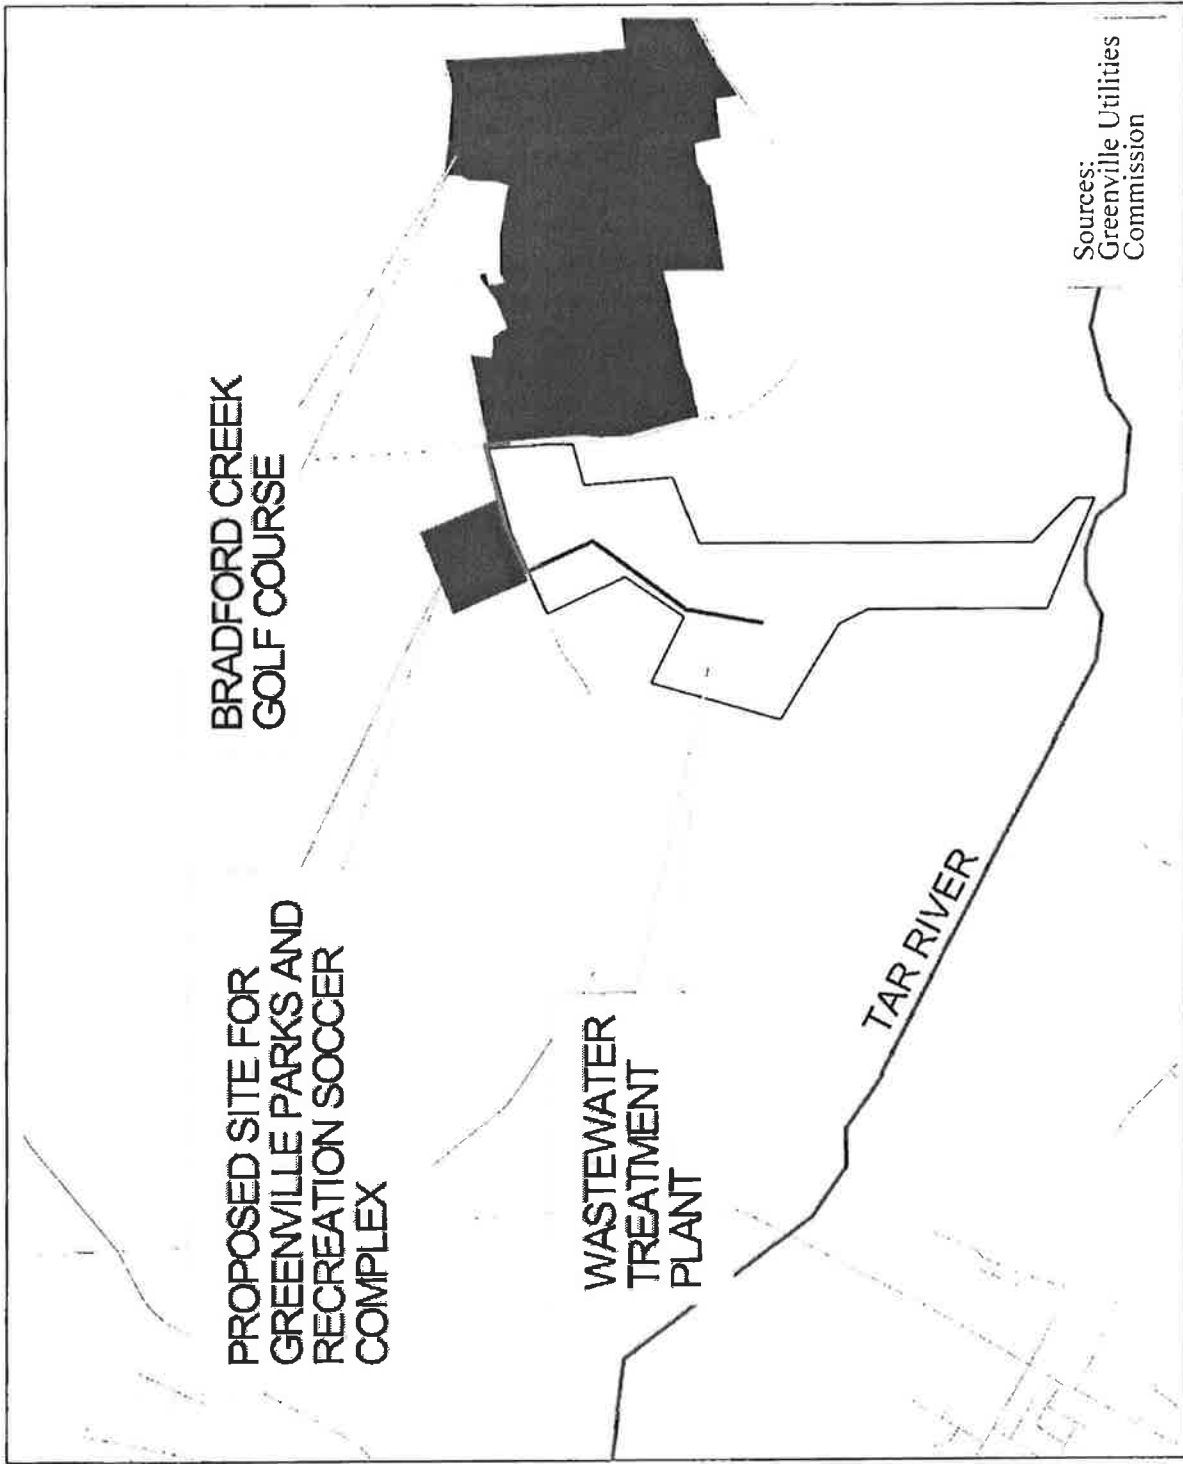 PROPOSED SITE FOR
GREENVILLE PARKS AND
RECREATION SOCCER
COMPLEX
BRADFORD CREEK
GOLF COURSE
WASTEWATER
TREATMENT
PLANT
TAR RIVER
Sources:
Greenville Utilities
Commission